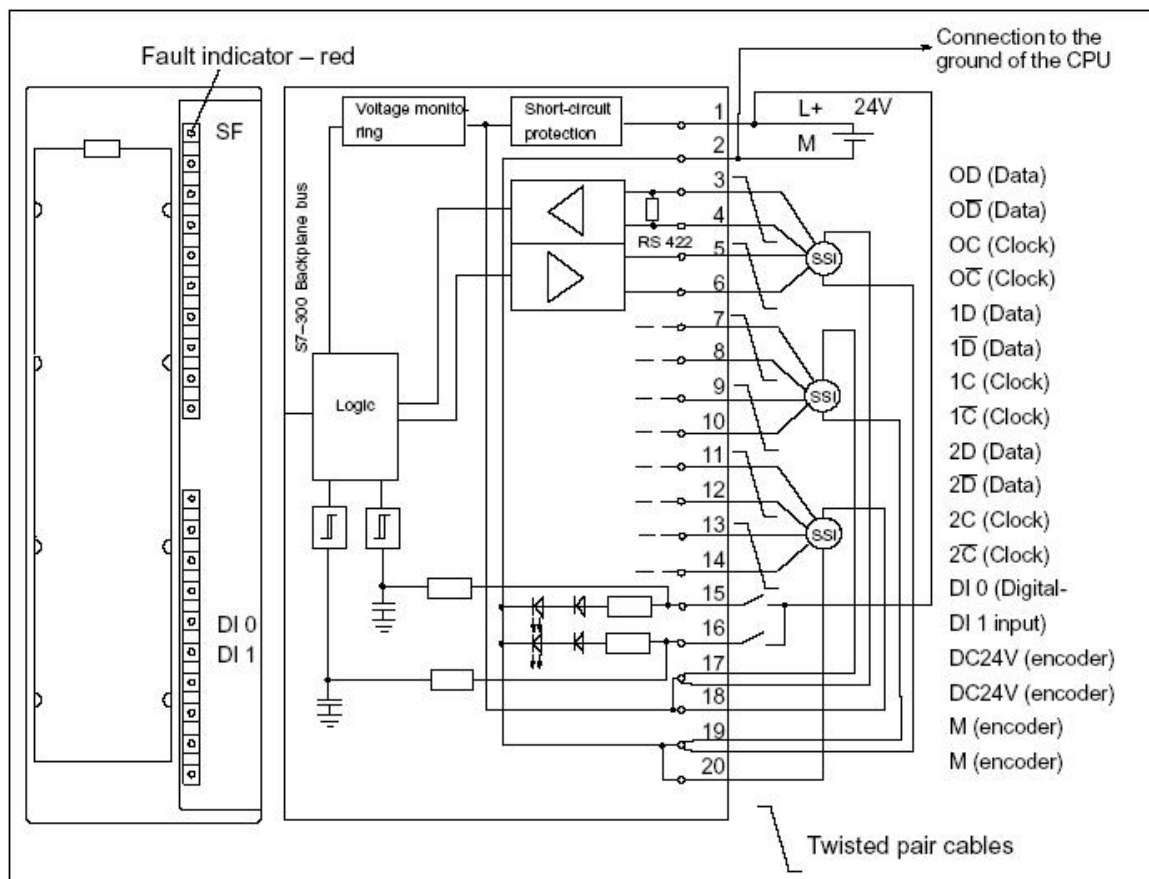 Fault indicator – red
SF
DI 0
DI 1
S7–300 Backplane bus
Voltage monito-
ring
Short-circuit
protection
Logic
RS 422
1
2
3
4
5
6
7
8
9
10
11
12
13
14
15
16
17
18
19
20
Connection to the
ground of the CPU
L+ 24V
M
SSI
SSI
SSI
OD (Data)
OD̅ (Data)
OC (Clock)
OC̅ (Clock)
1D (Data)
1D̅ (Data)
1C (Clock)
1C̅ (Clock)
2D (Data)
2D̅ (Data)
2C (Clock)
2C̅ (Clock)
DI 0 (Digital-
DI 1 input)
DC24V (encoder)
DC24V (encoder)
M (encoder)
M (encoder)
Twisted pair cables